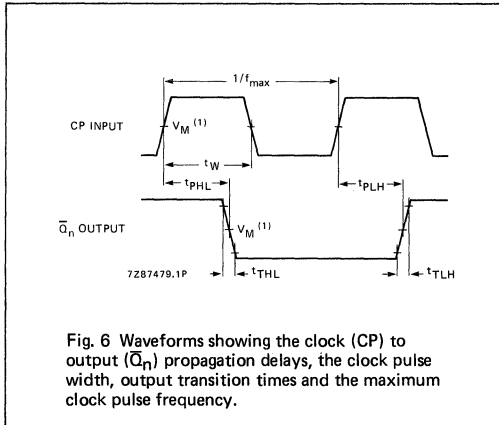 1/fmax
CP INPUT
VM (1)
tW
tPHL
tPLH
Q̅n OUTPUT
VM (1)
7Z87479.1P
tTHL
tTLH
Fig. 6 Waveforms showing the clock (CP) to
output (Q̅n) propagation delays, the clock pulse
width, output transition times and the maximum
clock pulse frequency.